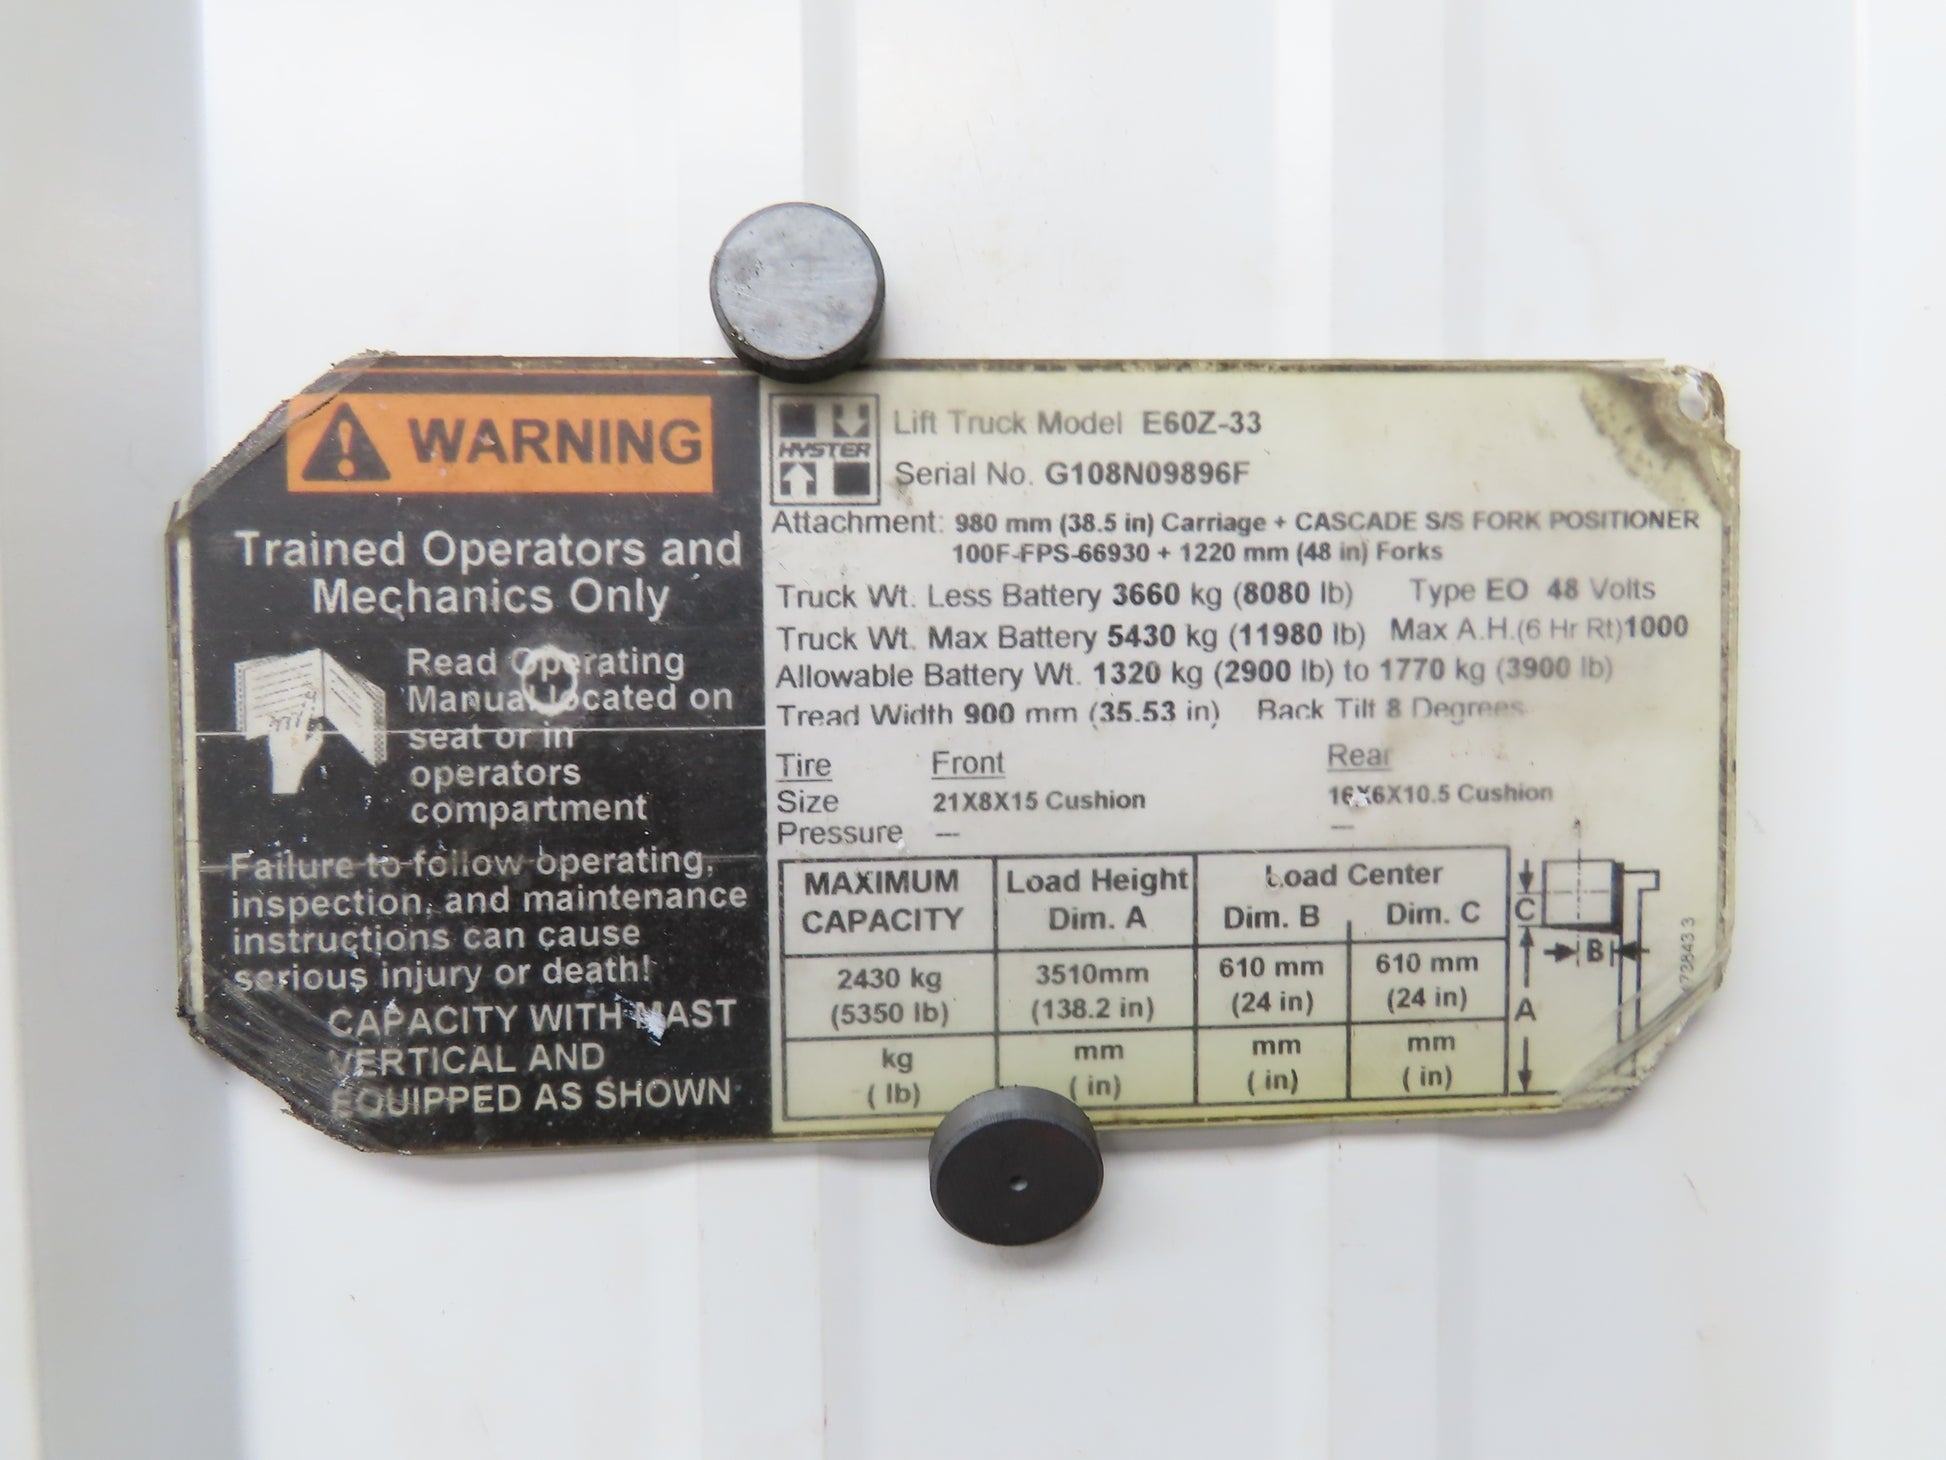 WARNING
Trained Operators and
Mechanics Only
Read Operating
Manual located on
seat or in
operators
compartment
Failure to follow operating,
inspection, and maintenance
instructions can cause
serious injury or death!
CAPACITY WITH MAST
VERTICAL AND
EQUIPPED AS SHOWN
HYSTER
Lift Truck Model E60Z-33
Serial No. G108N09896F
Attachment: 980 mm (38.5 in) Carriage + CASCADE S/S FORK POSITIONER
100F-FPS-66930 + 1220 mm (48 in) Forks
Truck Wt. Less Battery 3660 kg (8080 lb) Type EO 48 Volts
Truck Wt. Max Battery 5430 kg (11980 lb) Max A.H.(6 Hr Rt)1000
Allowable Battery Wt. 1320 kg (2900 lb) to 1770 kg (3900 lb)
Tread Width 900 mm (35.53 in) Back Tilt 8 Degrees
Tire Front Rear
Size 21X8X15 Cushion 16X6X10.5 Cushion
Pressure --- ---
MAXIMUM Load Height Load Center
CAPACITY Dim. A Dim. B Dim. C
2430 kg 3510mm 610 mm 610 mm
(5350 lb) (138.2 in) (24 in) (24 in)
kg mm mm mm
( lb) ( in) ( in) ( in)
C
B
A